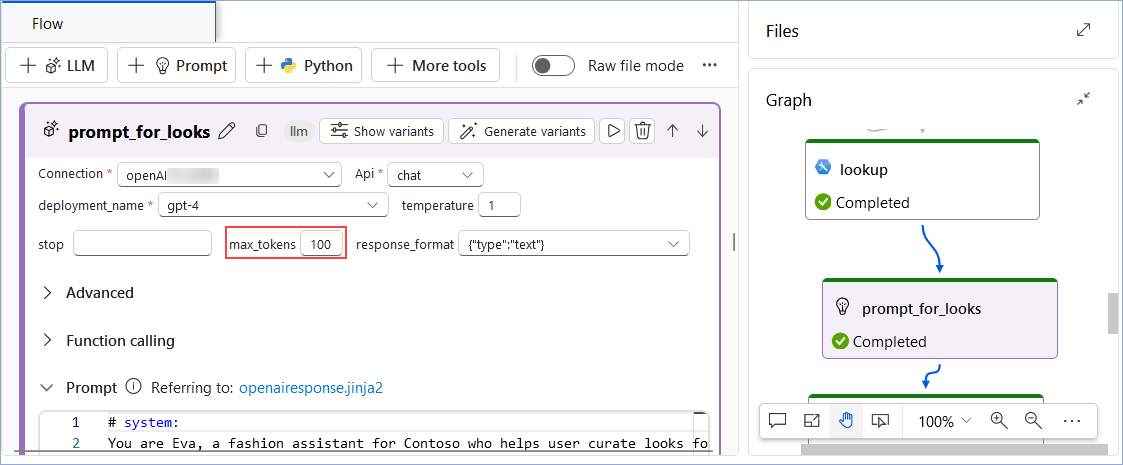 Flow
LLM Prompt Python More tools Raw file mode ...
prompt_for_looks llm Show variants Generate variants
Connection * openAI Api * chat
deployment_name * gpt-4 temperature 1
stop max_tokens 100 response_format {"type":"text"}
Advanced
Function calling
Prompt Referring to: openairesponse.jinja2
1 # system:
2 You are Eva, a fashion assistant for Contoso who helps user curate looks fo
Files
Graph
lookup
Completed
prompt_for_looks
Completed
100% ...